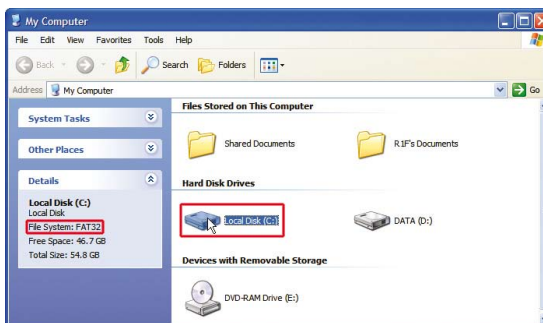 My Computer
File Edit View Favorites Tools Help
Back Search Folders
Address My Computer Go
System Tasks
Other Places
Details
Local Disk (C:)
Local Disk
File System: FAT32
Free Space: 46.7 GB
Total Size: 54.8 GB
Files Stored on This Computer
Shared Documents R1F's Documents
Hard Disk Drives
Local Disk (C:) DATA (D:)
Devices with Removable Storage
DVD-RAM Drive (E:)